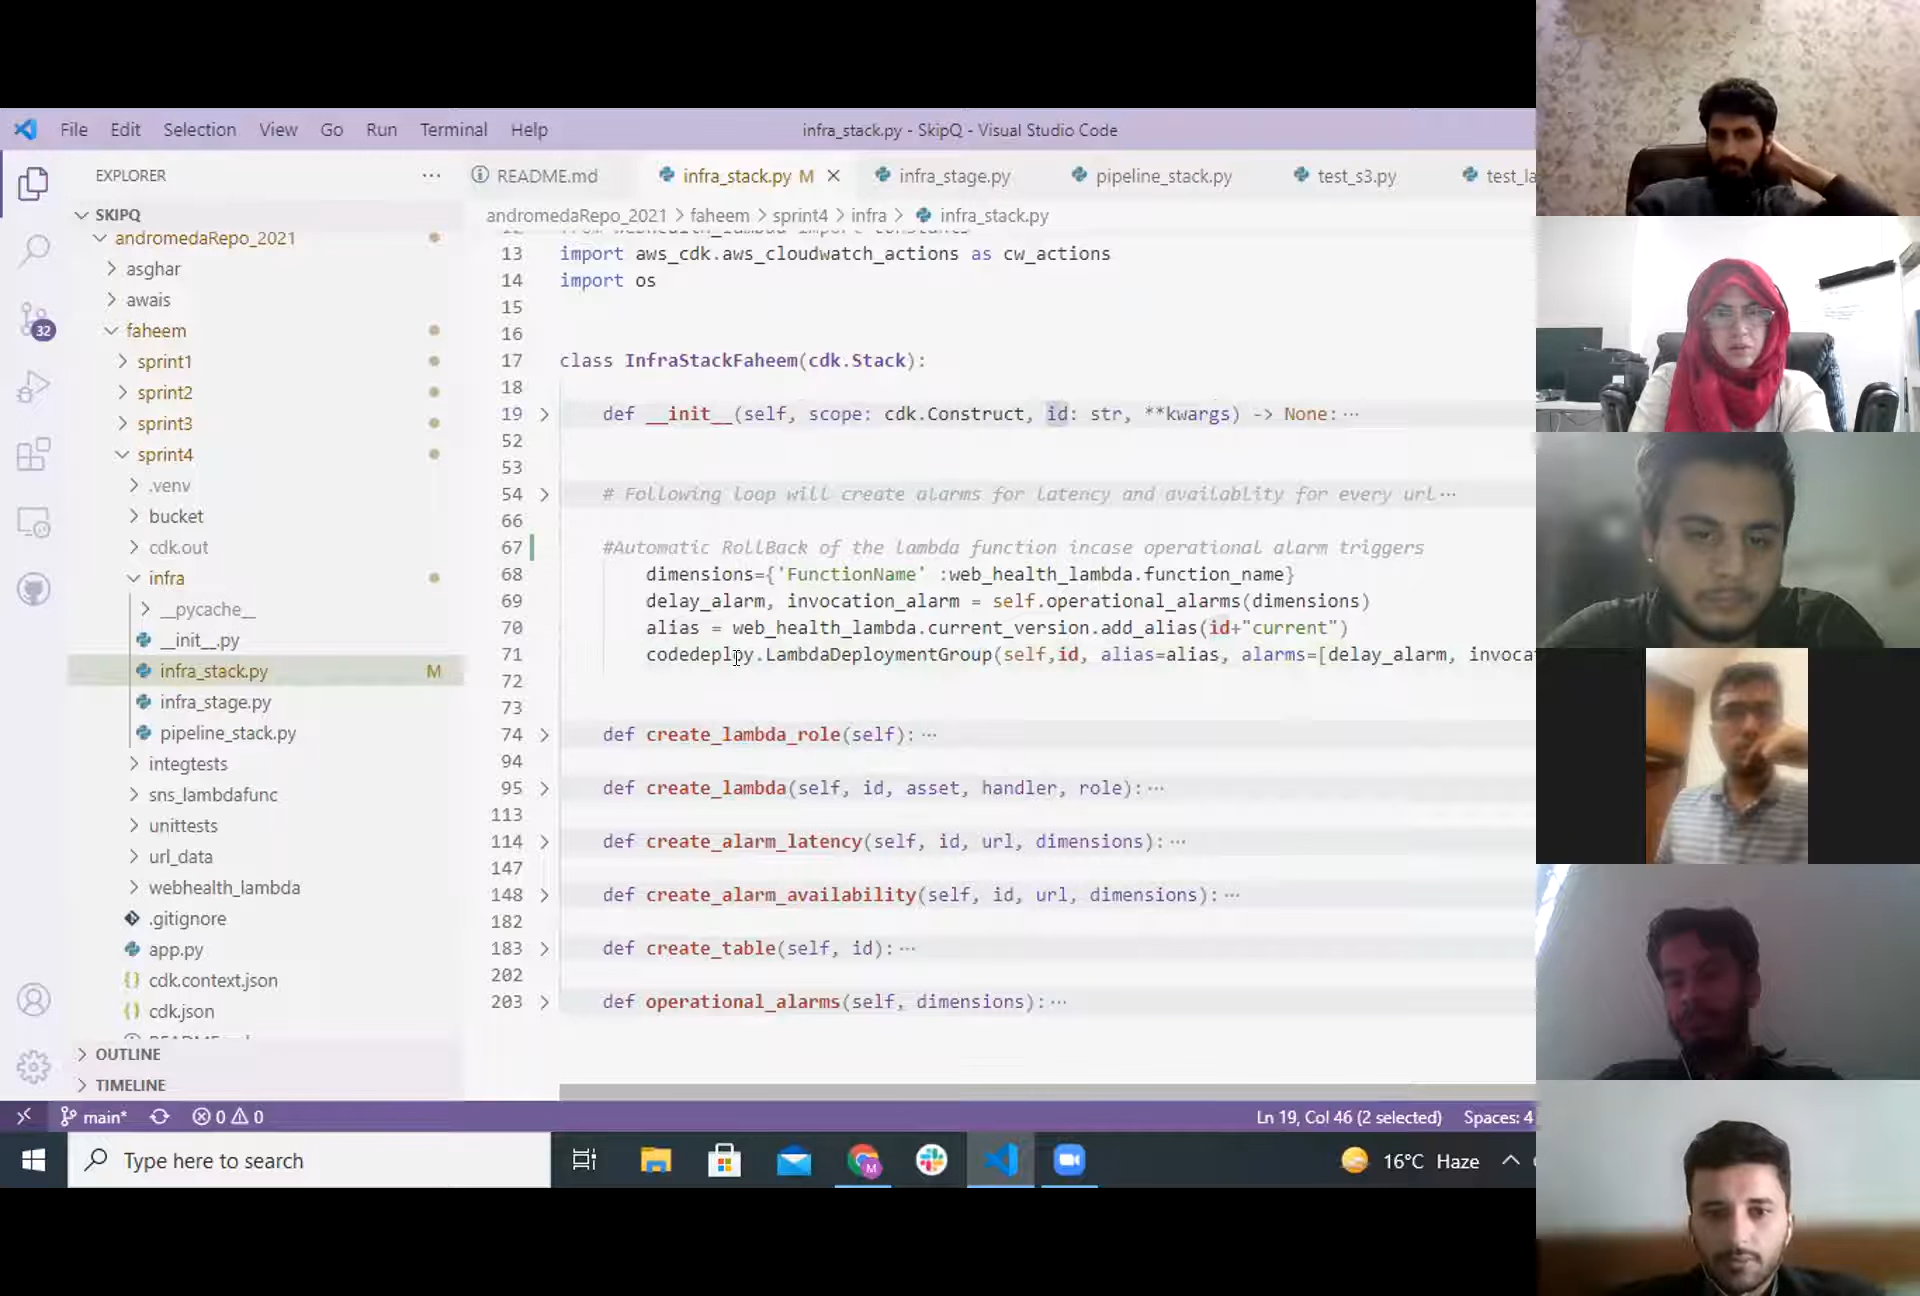 File Edit Selection View Go Run Terminal Help
infra_stack.py - SkipQ - Visual Studio Code
EXPLORER ···
README.md
infra_stack.py M
infra_stage.py
pipeline_stack.py
test_s3.py
andromedaRepo_2021 > faheem > sprint4 > infra > infra_stack.py
SKIPQ
andromedaRepo_2021
asghar
awais
faheem
sprint1
sprint2
sprint3
sprint4
.venv
bucket
cdk.out
infra
__pycache__
__init__.py
infra_stack.py M
infra_stage.py
pipeline_stack.py
integtests
sns_lambdafunc
unittests
url_data
webhealth_lambda
.gitignore
app.py
cdk.context.json
cdk.json
OUTLINE
TIMELINE
32
13 import aws_cdk.aws_cloudwatch_actions as cw_actions
14 import os
15
16
17 class InfraStackFaheem(cdk.Stack):
18
19 def __init__(self, scope: cdk.Construct, id: str, **kwargs) -> None:···
52
53
54 # Following loop will create alarms for latency and availablity for every url···
66
67 #Automatic RollBack of the lambda function incase operational alarm triggers
68 dimensions={'FunctionName' :web_health_lambda.function_name}
69 delay_alarm, invocation_alarm = self.operational_alarms(dimensions)
70 alias = web_health_lambda.current_version.add_alias(id+"current")
71 codedeploy.LambdaDeploymentGroup(self,id, alias=alias, alarms=[delay_alarm,
72
73
74 def create_lambda_role(self):···
94
95 def create_lambda(self, id, asset, handler, role):···
113
114 def create_alarm_latency(self, id, url, dimensions):···
147
148 def create_alarm_availability(self, id, url, dimensions):···
182
183 def create_table(self, id):···
202
203 def operational_alarms(self, dimensions):···
main* 0 0
Ln 19, Col 46 (2 selected) Spaces: 4
Type here to search
M
16°C Haze